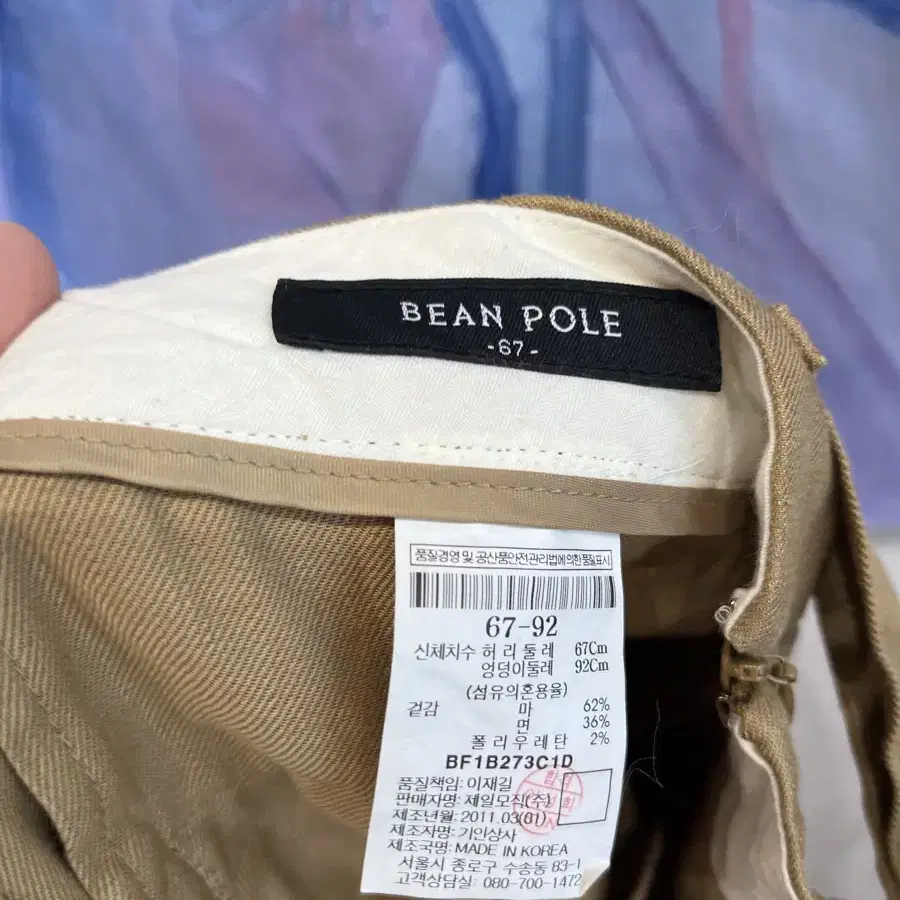 BEAN POLE
-67-
품질경영 및 공산품안전관리법에 의한 품질표시
67-92
신체치수 허리둘레 67Cm
엉덩이둘레 92Cm
(섬유의혼용율)
겉감 마 62%
면 36%
폴리우레탄 2%
BF1B273C1D
품질책임: 이재길
판매자명: 제일모직(주)
제조년월: 2011.03(01)
제조자명: 기인상사
제조국명: MADE IN KOREA
서울시 종로구 수송동 83-1
고객상담실: 080-700-1472